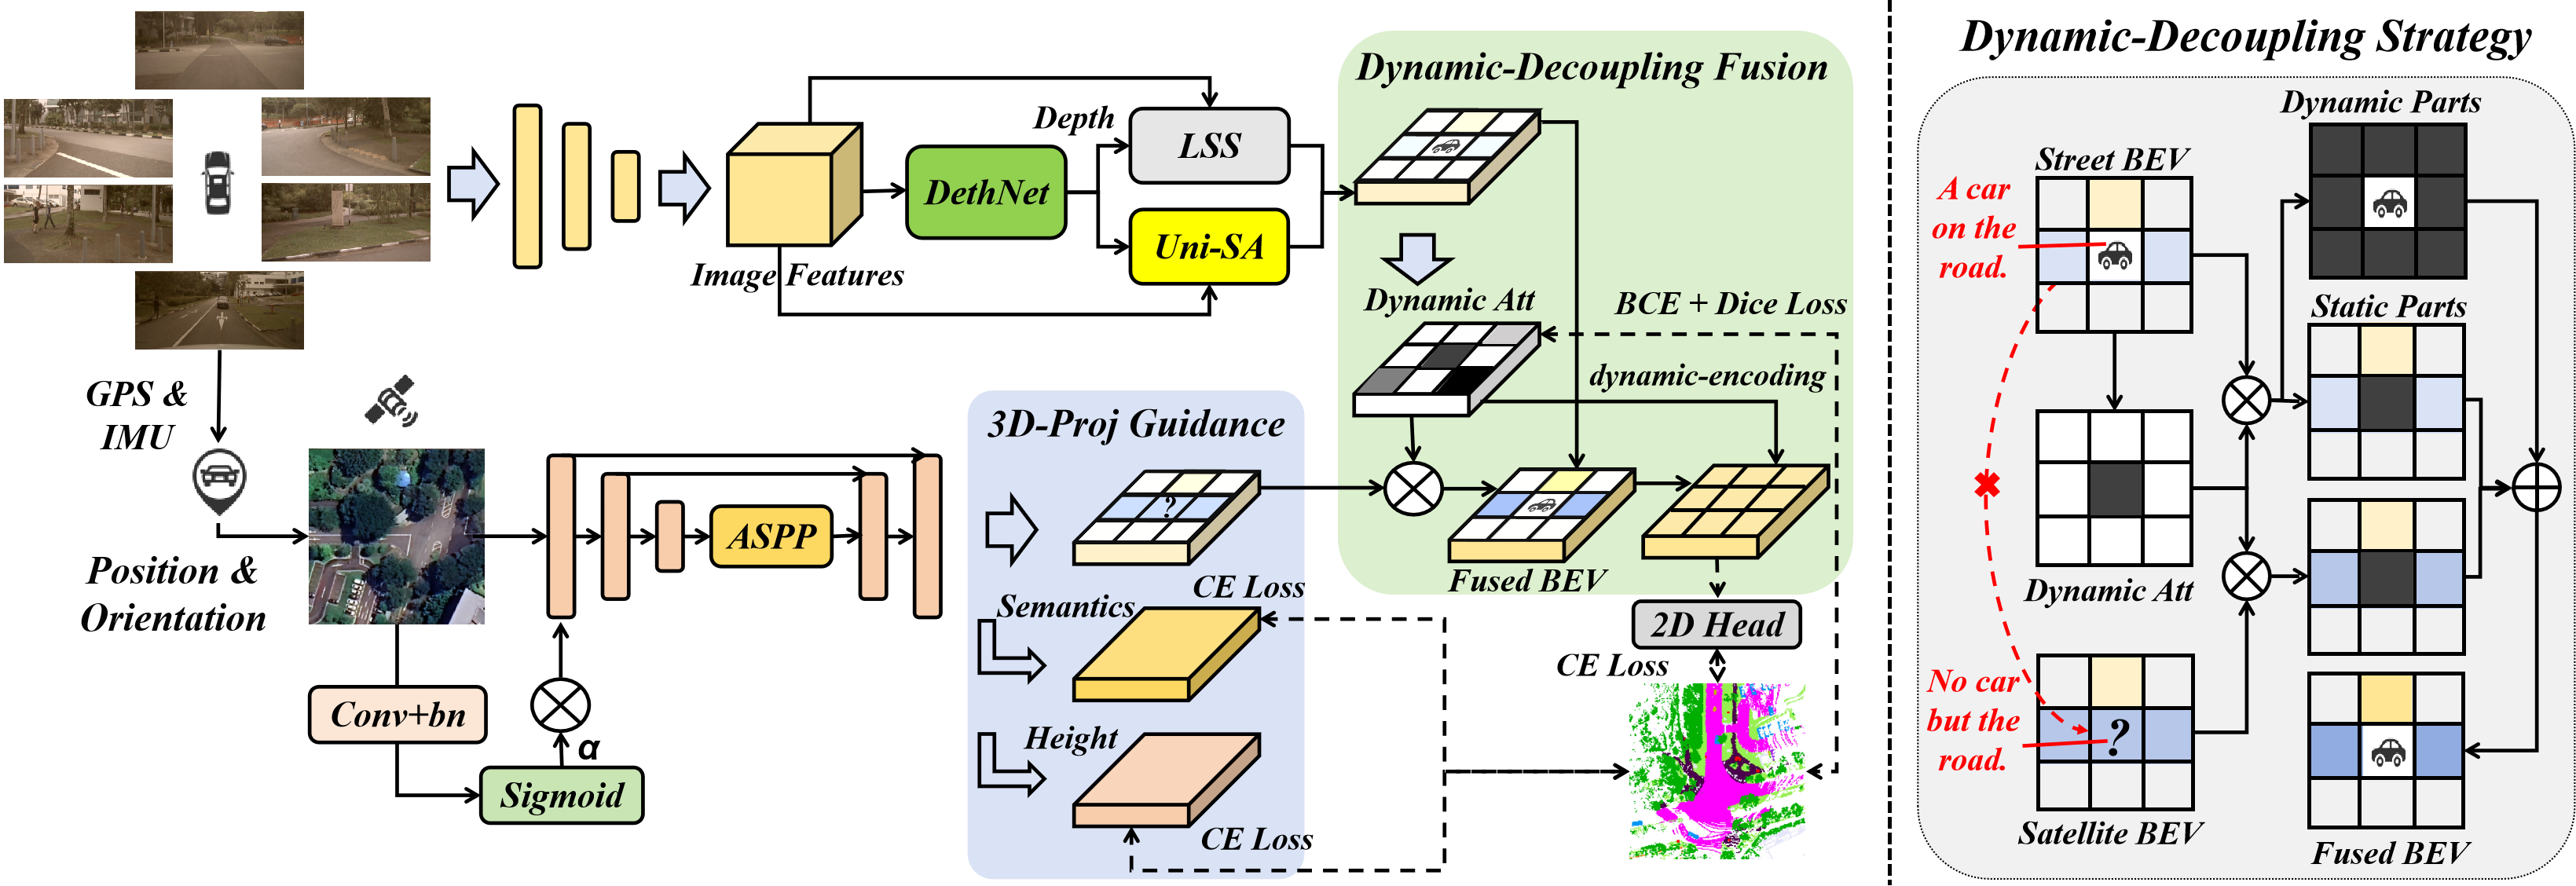 GPS &
IMU
Position &
Orientation
Conv+bn
Sigmoid
α
ASPP
Image Features
DethNet
Depth
LSS
Uni-SA
3D-Proj Guidance
?
CE Loss
Semantics
Height
CE Loss
Dynamic-Decoupling Fusion
Dynamic Att
BCE + Dice Loss
dynamic-encoding
Fused BEV
2D Head
CE Loss
Dynamic-Decoupling Strategy
Street BEV
A car
on the
road.
Dynamic Att
No car
but the
road.
?
Satellite BEV
Dynamic Parts
Static Parts
Fused BEV